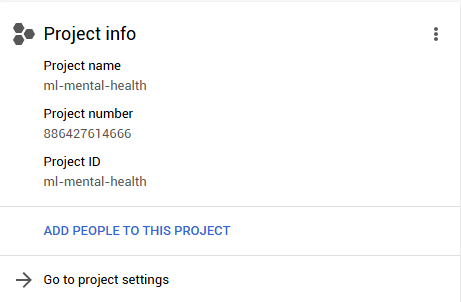 Project info
Project name
ml-mental-health
Project number
886427614666
Project ID
ml-mental-health
ADD PEOPLE TO THIS PROJECT
Go to project settings